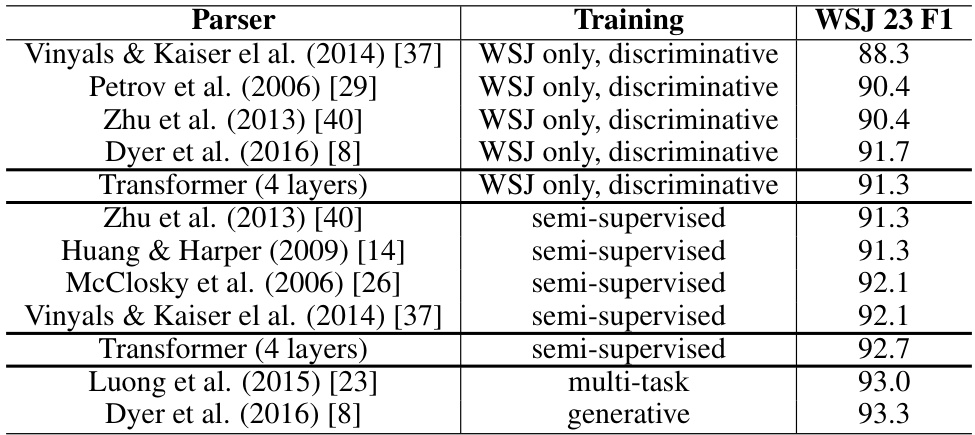 Parser Training WSJ 23 F1
Vinyals & Kaiser el al. (2014) [37] WSJ only, discriminative 88.3
Petrov et al. (2006) [29] WSJ only, discriminative 90.4
Zhu et al. (2013) [40] WSJ only, discriminative 90.4
Dyer et al. (2016) [8] WSJ only, discriminative 91.7
Transformer (4 layers) WSJ only, discriminative 91.3
Zhu et al. (2013) [40] semi-supervised 91.3
Huang & Harper (2009) [14] semi-supervised 91.3
McClosky et al. (2006) [26] semi-supervised 92.1
Vinyals & Kaiser el al. (2014) [37] semi-supervised 92.1
Transformer (4 layers) semi-supervised 92.7
Luong et al. (2015) [23] multi-task 93.0
Dyer et al. (2016) [8] generative 93.3